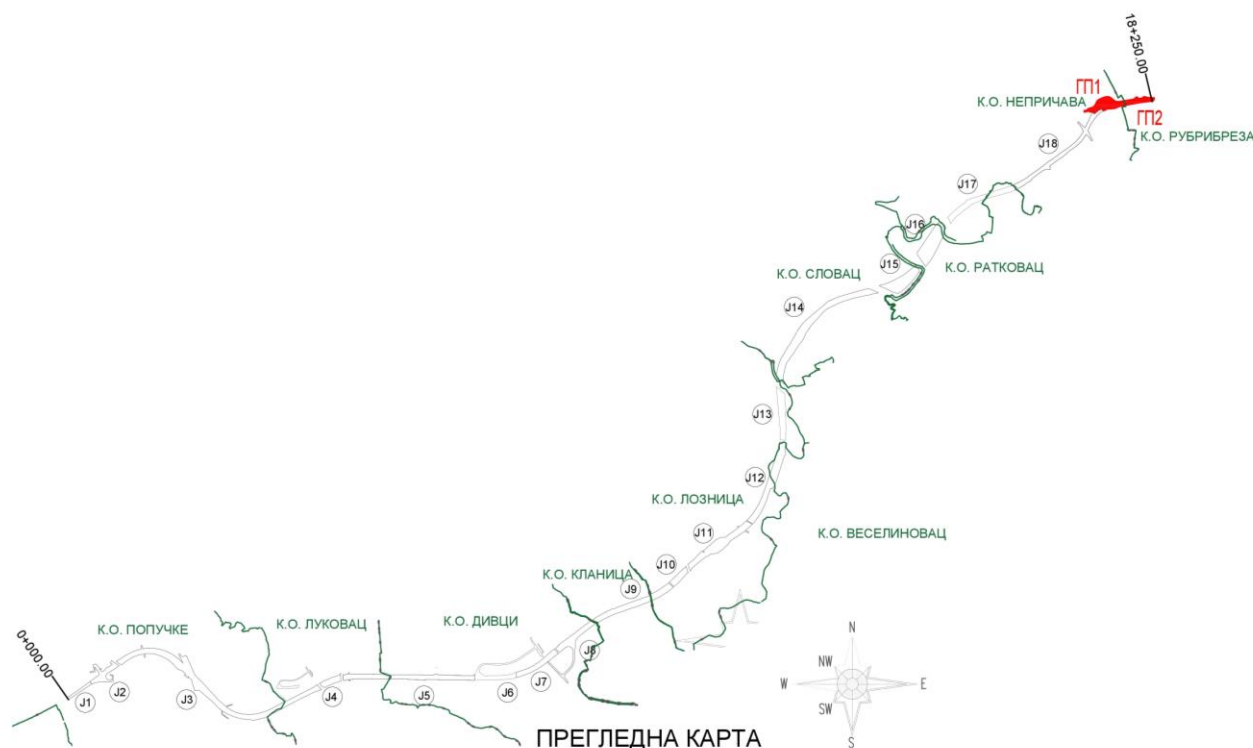 18+250.00
ГП1
К.О. НЕПРИЧАВА
ГП2
К.О. РУБРИБРЕЗА
J18
J17
J16
J15
К.О. РАТКОВАЦ
К.О. СЛОВАЦ
J14
J13
J12
К.О. ЛОЗНИЦА
К.О. ВЕСЕЛИНОВАЦ
J11
J10
К.О. КЛАНИЦА
J9
К.О. ПОПУЧКЕ
К.О. ЛУКОВАЦ
К.О. ДИВЦИ
0+000.00
J1
J2
J3
J4
J5
J6
J7
J8
N
NW
NE
W
E
SW
SE
S
ПРЕГЛЕДНА КАРТА